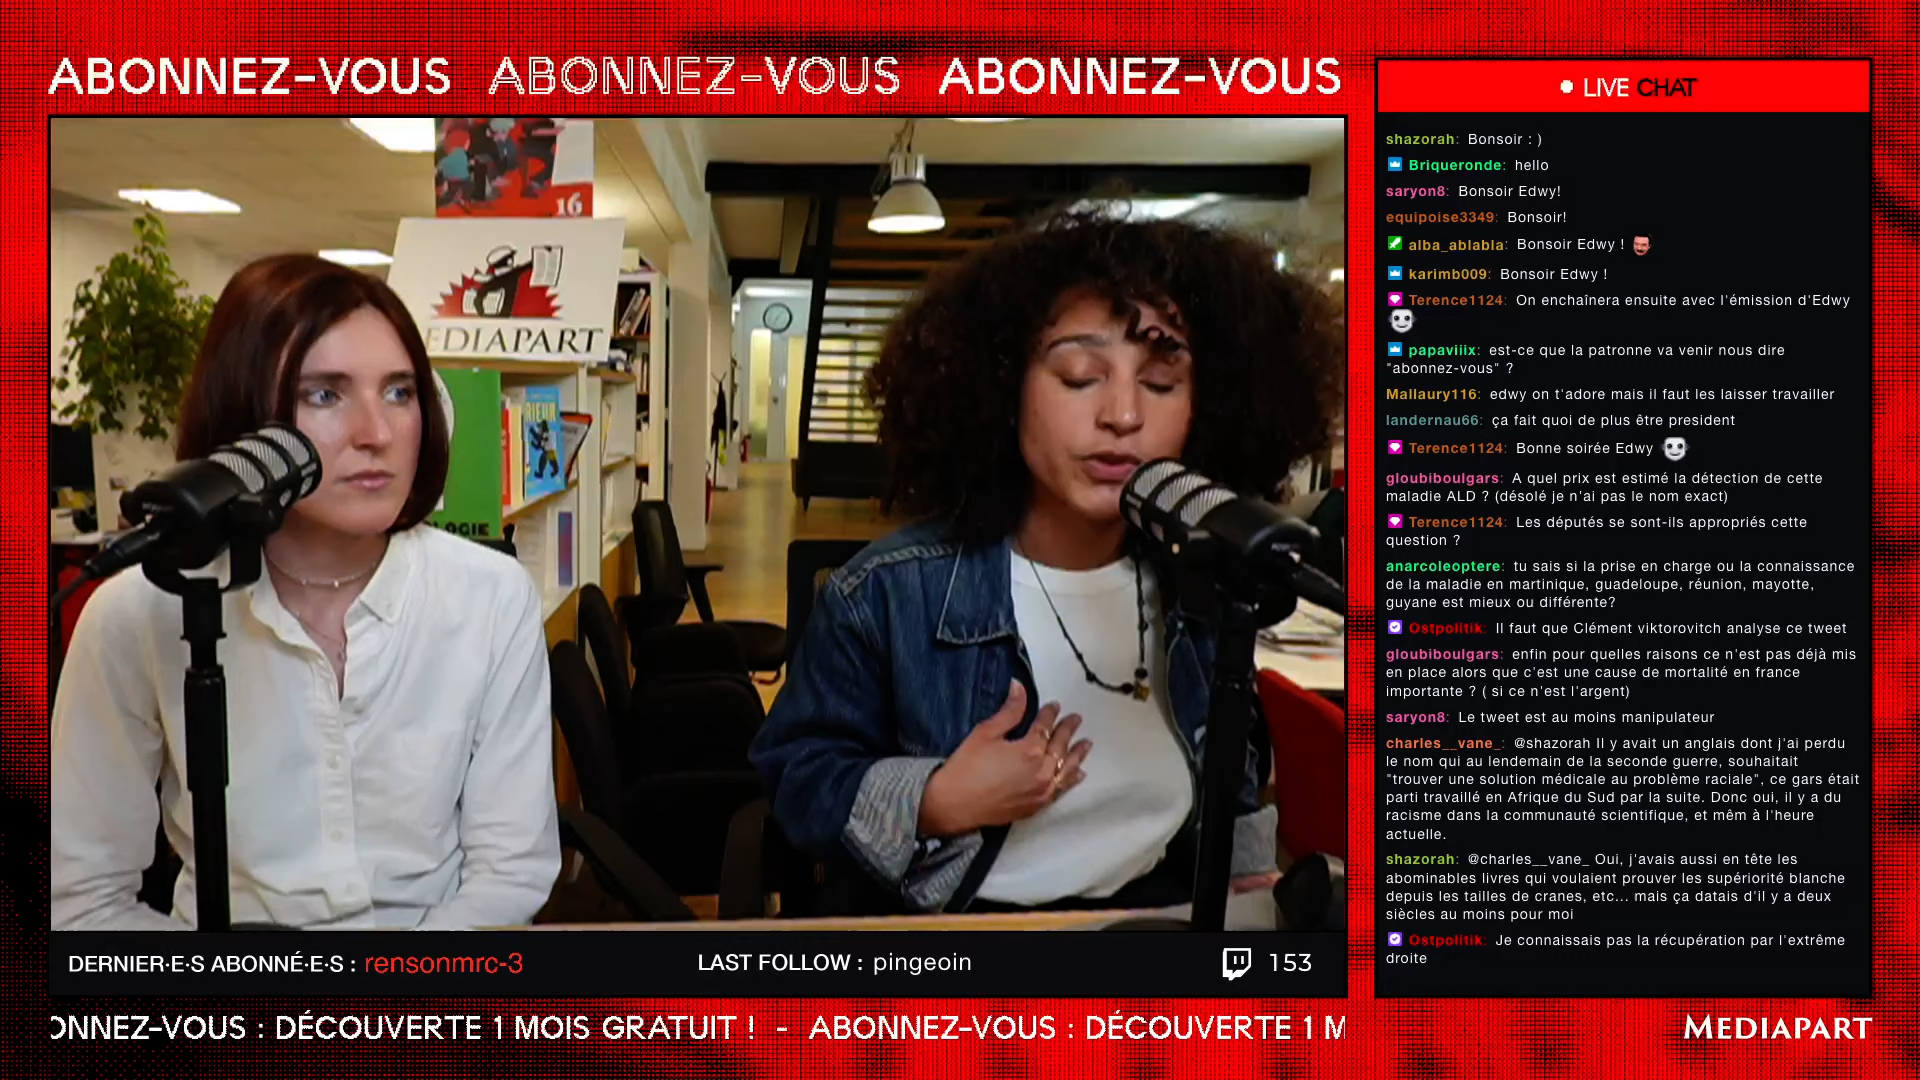 ABONNEZ-VOUS ABONNEZ-VOUS ABONNEZ-VOUS
16
EDIAPART
RIEUR
OLOGIE
DERNIER·E·S ABONNÉ·E·S : rensonmrc-3
LAST FOLLOW : pingeoin
153
ONNEZ-VOUS : DÉCOUVERTE 1 MOIS GRATUIT ! - ABONNEZ-VOUS : DÉCOUVERTE 1 M
LIVE CHAT
shazorah: Bonsoir : )
Briqueronde: hello
saryon8: Bonsoir Edwy!
equipoise3349: Bonsoir!
alba_ablabla: Bonsoir Edwy !
karimb009: Bonsoir Edwy !
Terence1124: On enchaînera ensuite avec l'émission d'Edwy
papaviiix: est-ce que la patronne va venir nous dire
"abonnez-vous" ?
Mallaury116: edwy on t'adore mais il faut les laisser travailler
landernau66: ça fait quoi de plus être president
Terence1124: Bonne soirée Edwy
gloubiboulgars: A quel prix est estimé la détection de cette
maladie ALD ? (désolé je n'ai pas le nom exact)
Terence1124: Les députés se sont-ils appropriés cette
question ?
anarcoleoptere: tu sais si la prise en charge ou la connaissance
de la maladie en martinique, guadeloupe, réunion, mayotte,
guyane est mieux ou différente?
Ostpolitik: Il faut que Clément viktorovitch analyse ce tweet
gloubiboulgars: enfin pour quelles raisons ce n'est pas déjà mis
en place alors que c'est une cause de mortalité en france
importante ? ( si ce n'est l'argent)
saryon8: Le tweet est au moins manipulateur
charles__vane_: @shazorah Il y avait un anglais dont j'ai perdu
le nom qui au lendemain de la seconde guerre, souhaitait
"trouver une solution médicale au problème raciale", ce gars était
parti travaillé en Afrique du Sud par la suite. Donc oui, il y a du
racisme dans la communauté scientifique, et mêm à l'heure
actuelle.
shazorah: @charles__vane_ Oui, j'avais aussi en tête les
abominables livres qui voulaient prouver les supériorité blanche
depuis les tailles de cranes, etc... mais ça datais d'il y a deux
siècles au moins pour moi
Ostpolitik: Je connaissais pas la récupération par l'extrême
droite
MEDIAPART